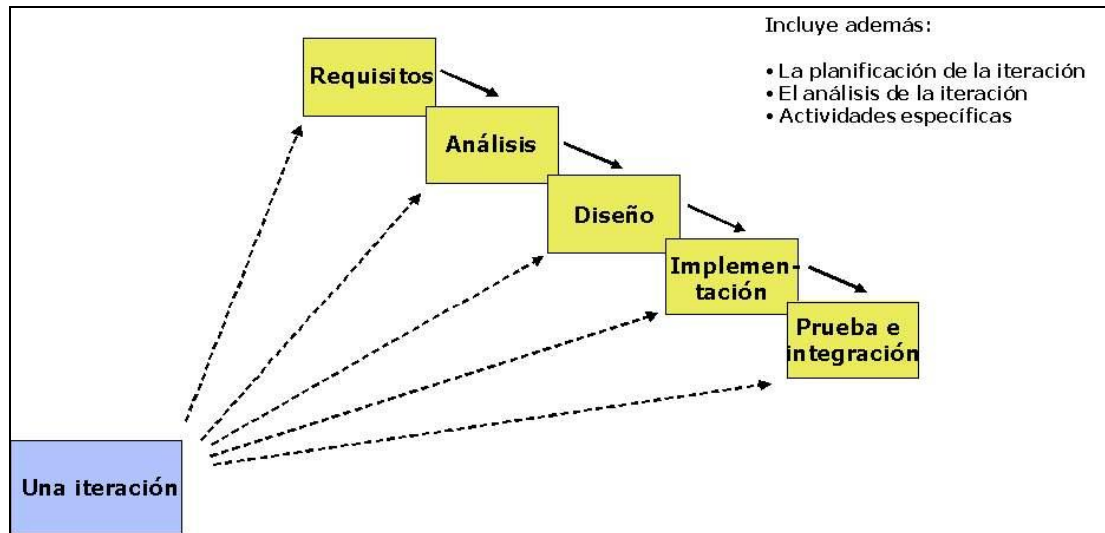 Incluye además:
• La planificación de la iteración
• El análisis de la iteración
• Actividades específicas
Requisitos
Análisis
Diseño
Implemen-
tación
Prueba e
integración
Una iteración